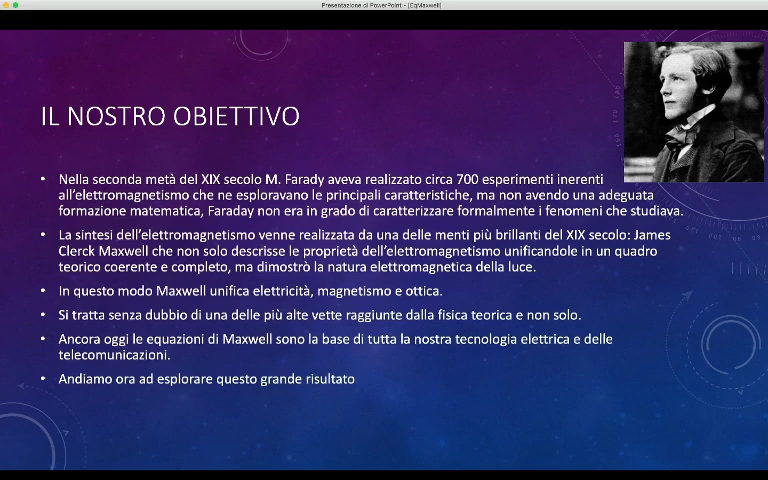 Presentazione di PowerPoint - [EqMaxwell]
IL NOSTRO OBIETTIVO
• Nella seconda metà del XIX secolo M. Farady aveva realizzato circa 700 esperimenti inerenti
all'elettromagnetismo che ne esploravano le principali caratteristiche, ma non avendo una adeguata
formazione matematica, Faraday non era in grado di caratterizzare formalmente i fenomeni che studiava.
• La sintesi dell'elettromagnetismo venne realizzata da una delle menti più brillanti del XIX secolo: James
Clerck Maxwell che non solo descrisse le proprietà dell'elettromagnetismo unificandole in un quadro
teorico coerente e completo, ma dimostrò la natura elettromagnetica della luce.
• In questo modo Maxwell unifica elettricità, magnetismo e ottica.
• Si tratta senza dubbio di una delle più alte vette raggiunte dalla fisica teorica e non solo.
• Ancora oggi le equazioni di Maxwell sono la base di tutta la nostra tecnologia elettrica e delle
telecomunicazioni.
• Andiamo ora ad esplorare questo grande risultato